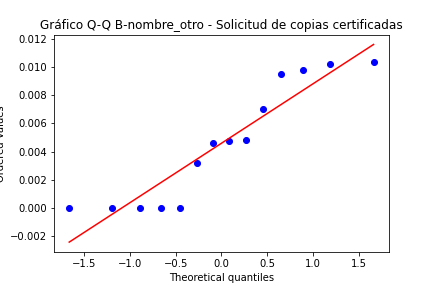 Gráfico Q-Q B-nombre_otro - Solicitud de copias certificadas
0.012
0.010
0.008
0.006
0.004
0.002
0.000
−0.002
−1.5 −1.0 −0.5 0.0 0.5 1.0 1.5
Theoretical quantiles